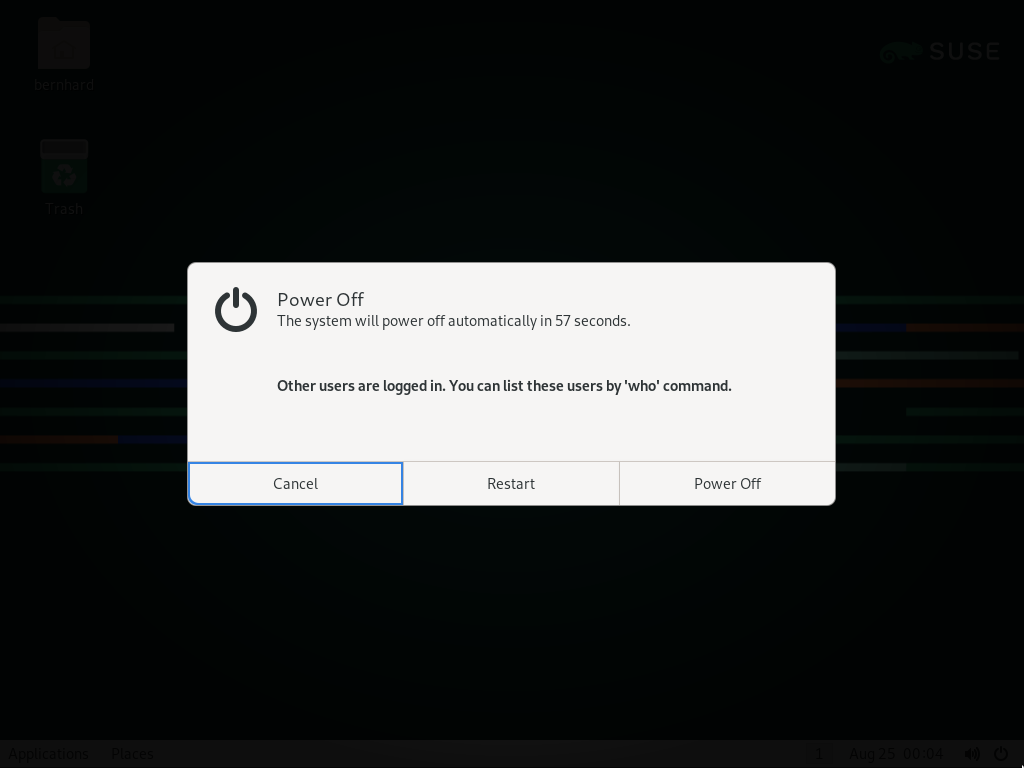 bernhard
SUSE
Trash
Power Off
The system will power off automatically in 57 seconds.
Other users are logged in. You can list these users by 'who' command.
Cancel Restart Power Off
Applications Places 1 Aug 25 00:04